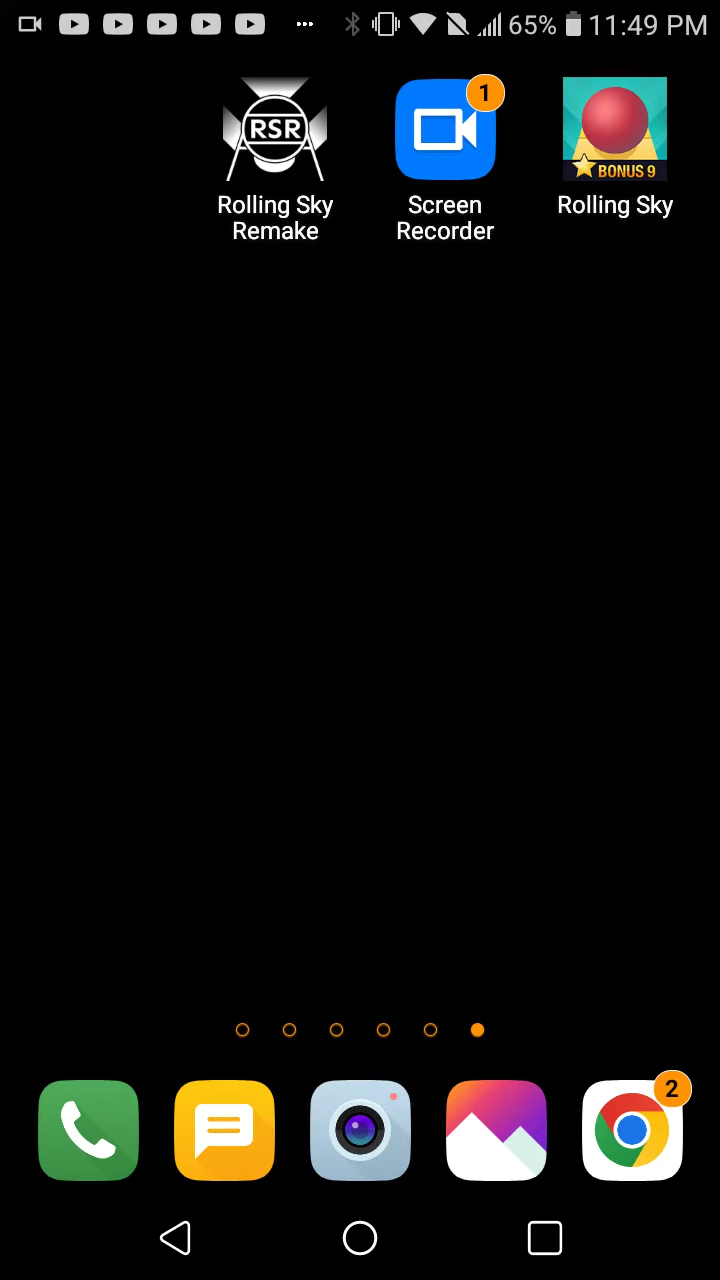 65% 11:49 PM
RSR
1
BONUS 9
Rolling Sky
Remake
Screen
Recorder
Rolling Sky
2